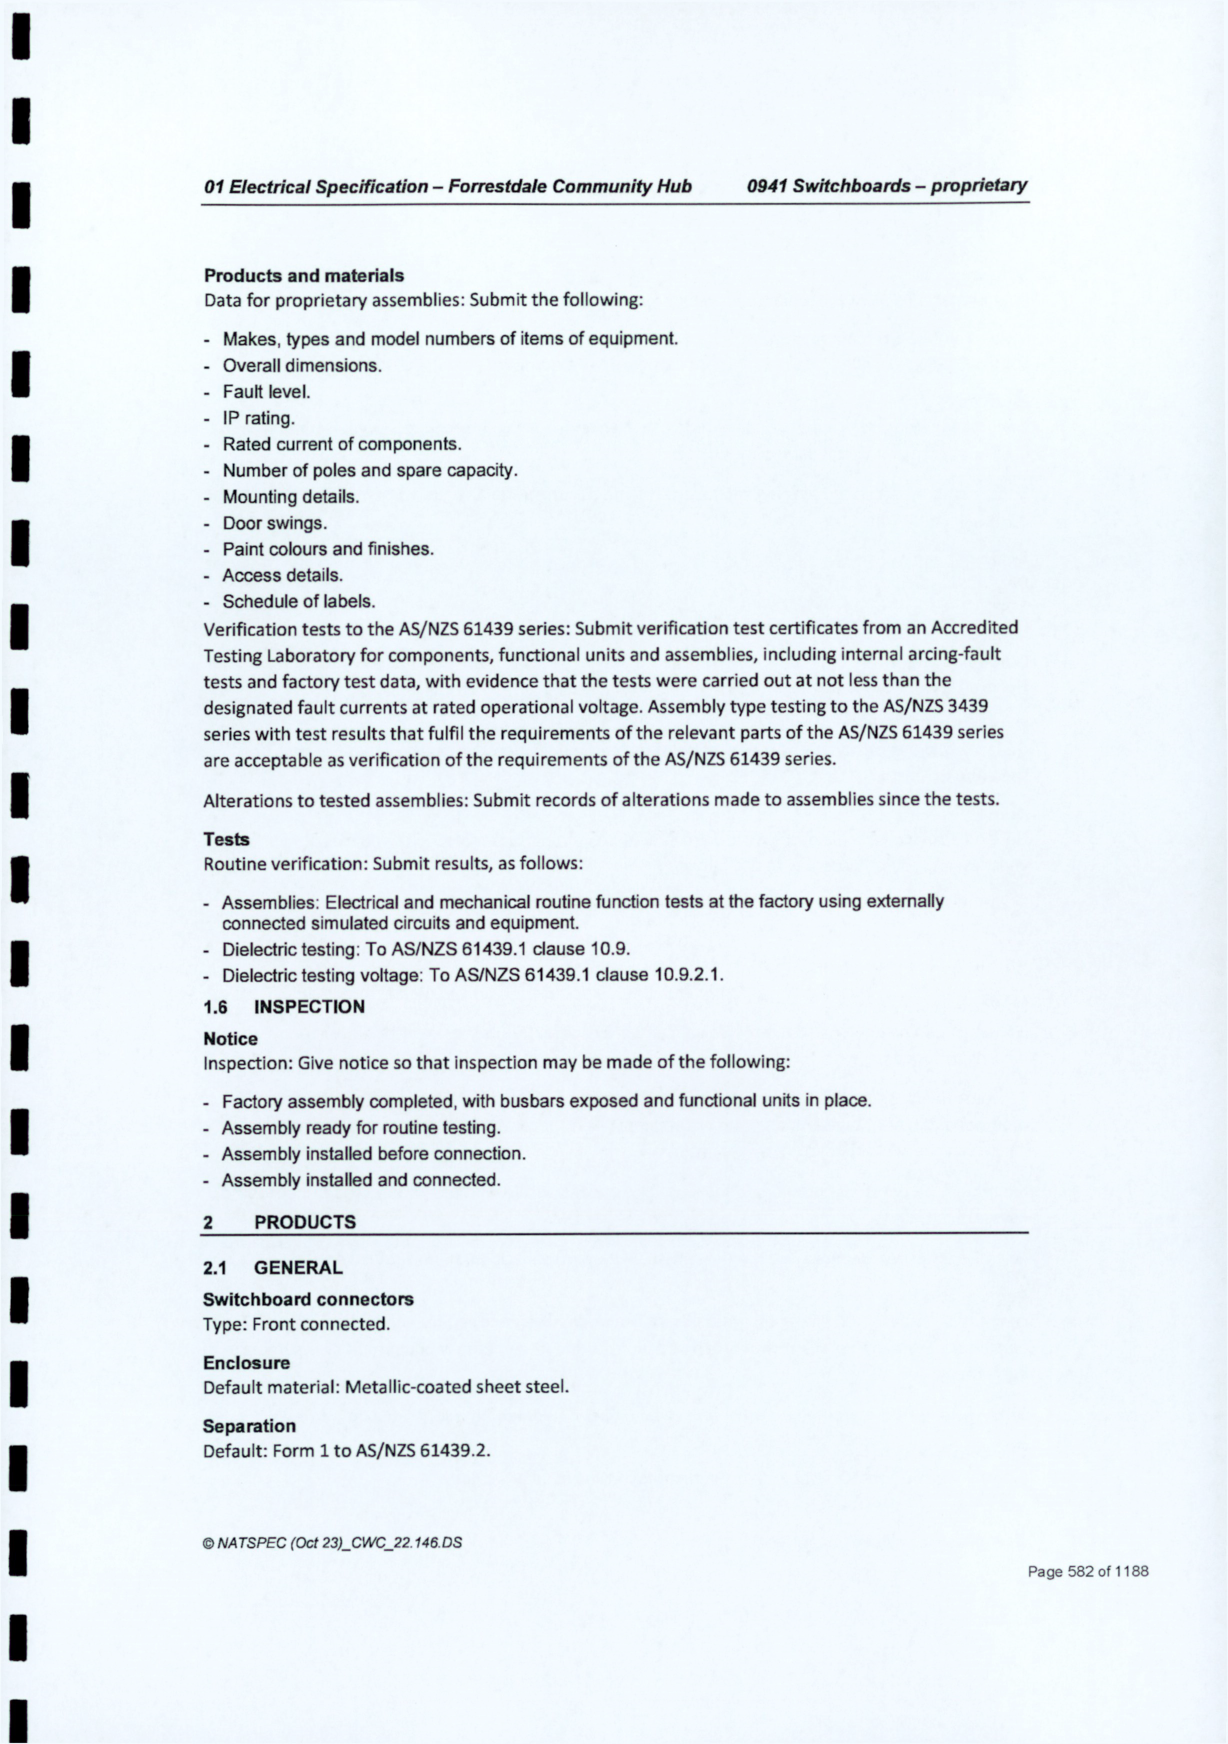 01 Electrical Specification – Forrestdale Community Hub 0941 Switchboards – proprietary
Products and materials
Data for proprietary assemblies: Submit the following:
- Makes, types and model numbers of items of equipment.
- Overall dimensions.
- Fault level.
- IP rating.
- Rated current of components.
- Number of poles and spare capacity.
- Mounting details.
- Door swings.
- Paint colours and finishes.
- Access details.
- Schedule of labels.
Verification tests to the AS/NZS 61439 series: Submit verification test certificates from an Accredited
Testing Laboratory for components, functional units and assemblies, including internal arcing-fault
tests and factory test data, with evidence that the tests were carried out at not less than the
designated fault currents at rated operational voltage. Assembly type testing to the AS/NZS 3439
series with test results that fulfil the requirements of the relevant parts of the AS/NZS 61439 series
are acceptable as verification of the requirements of the AS/NZS 61439 series.
Alterations to tested assemblies: Submit records of alterations made to assemblies since the tests.
Tests
Routine verification: Submit results, as follows:
- Assemblies: Electrical and mechanical routine function tests at the factory using externally
connected simulated circuits and equipment.
- Dielectric testing: To AS/NZS 61439.1 clause 10.9.
- Dielectric testing voltage: To AS/NZS 61439.1 clause 10.9.2.1.
1.6 INSPECTION
Notice
Inspection: Give notice so that inspection may be made of the following:
- Factory assembly completed, with busbars exposed and functional units in place.
- Assembly ready for routine testing.
- Assembly installed before connection.
- Assembly installed and connected.
2 PRODUCTS
2.1 GENERAL
Switchboard connectors
Type: Front connected.
Enclosure
Default material: Metallic-coated sheet steel.
Separation
Default: Form 1 to AS/NZS 61439.2.
© NATSPEC (Oct 23)_CWC_22.146.DS
Page 582 of 1188